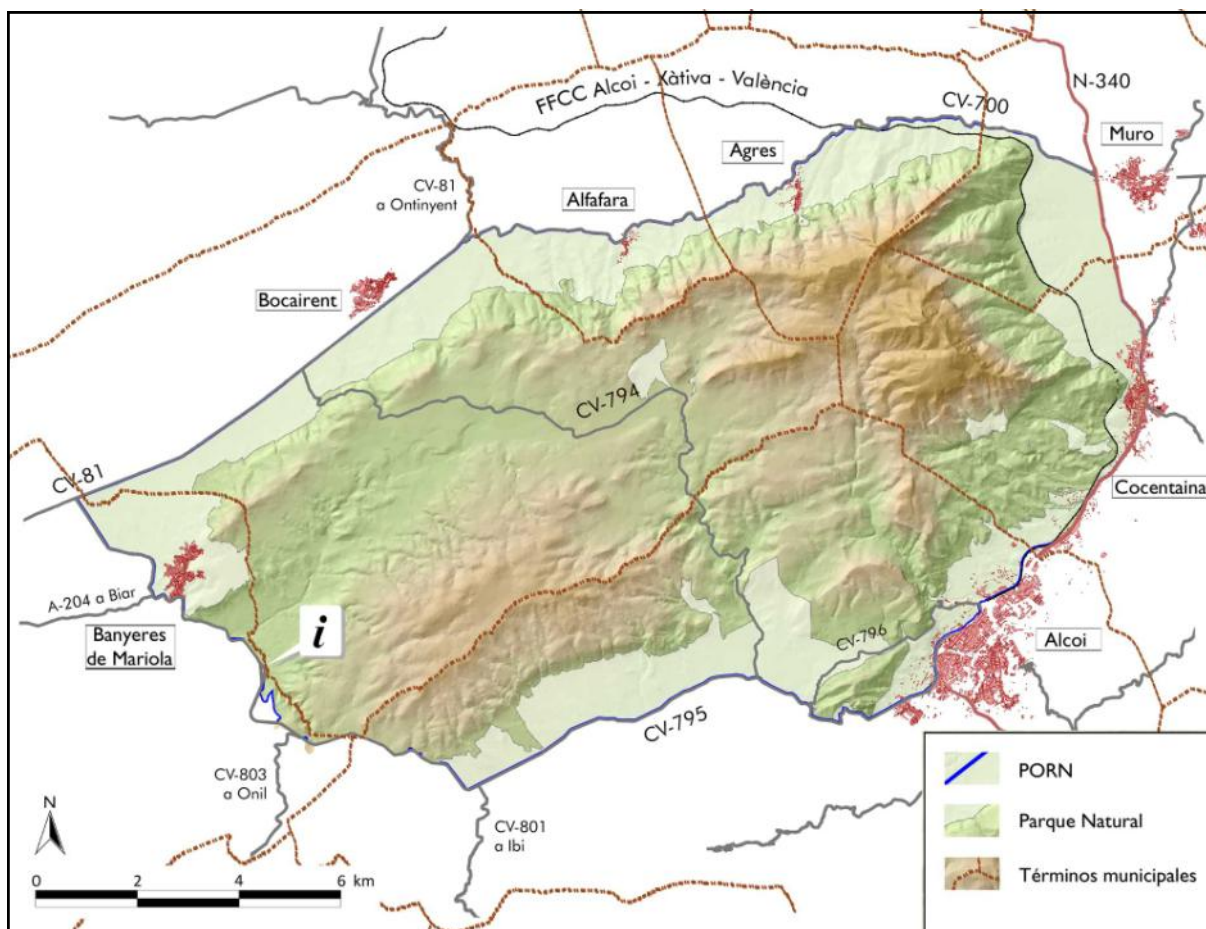 FFCC Alcoi - Xàtiva - València
N-340
CV-700
Muro
Agres
CV-81
a Ontinyent
Alfafara
Bocairent
CV-794
CV-81
Cocentaina
A-204 a Biar
i
Banyeres
de Mariola
CV-796
Alcoi
CV-795
CV-803
a Onil
CV-801
a Ibi
N
0 2 4 6 km
PORN
Parque Natural
Términos municipales